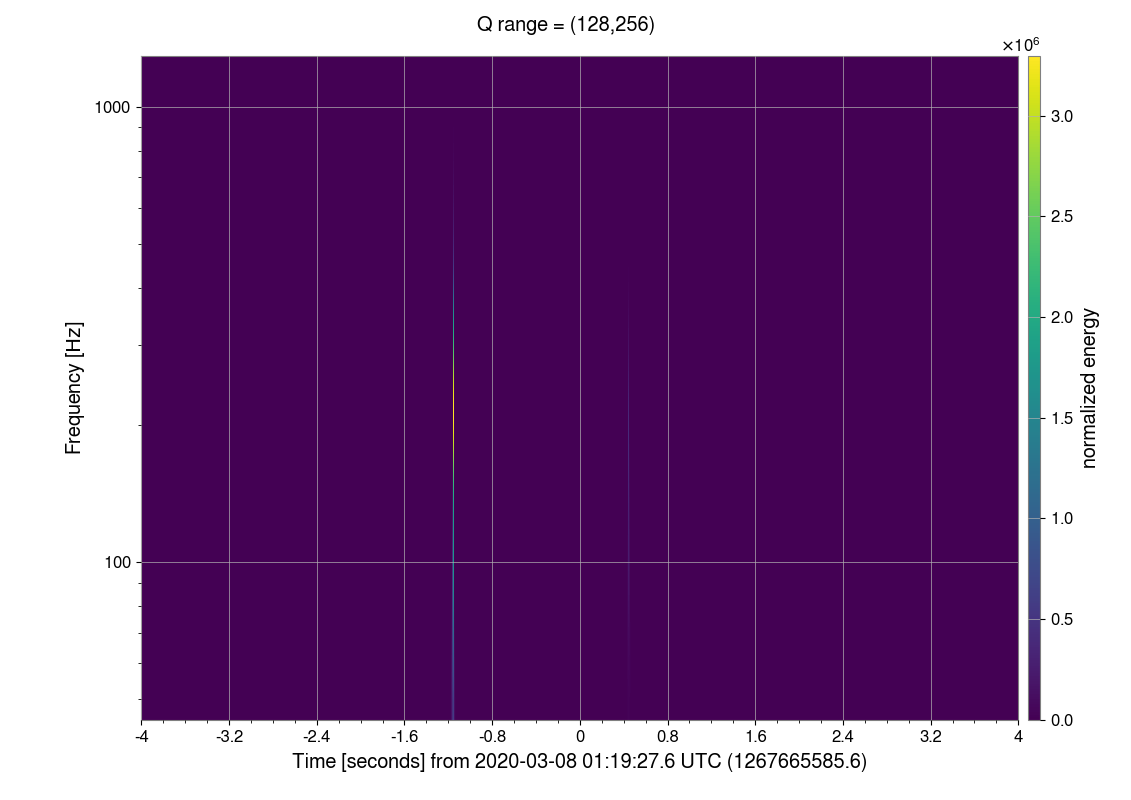 Q range = (128,256)
×10⁶
1000
100
Frequency [Hz]
-4 -3.2 -2.4 -1.6 -0.8 0 0.8 1.6 2.4 3.2 4
Time [seconds] from 2020-03-08 01:19:27.6 UTC (1267665585.6)
3.0
2.5
2.0
1.5
1.0
0.5
0.0
normalized energy